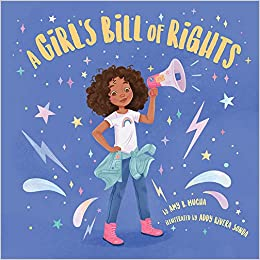 A GIRL'S BILL OF RIGHTS
BY AMY B. MUCHA
ILLUSTRATED BY ADDY RIVERA SONDA